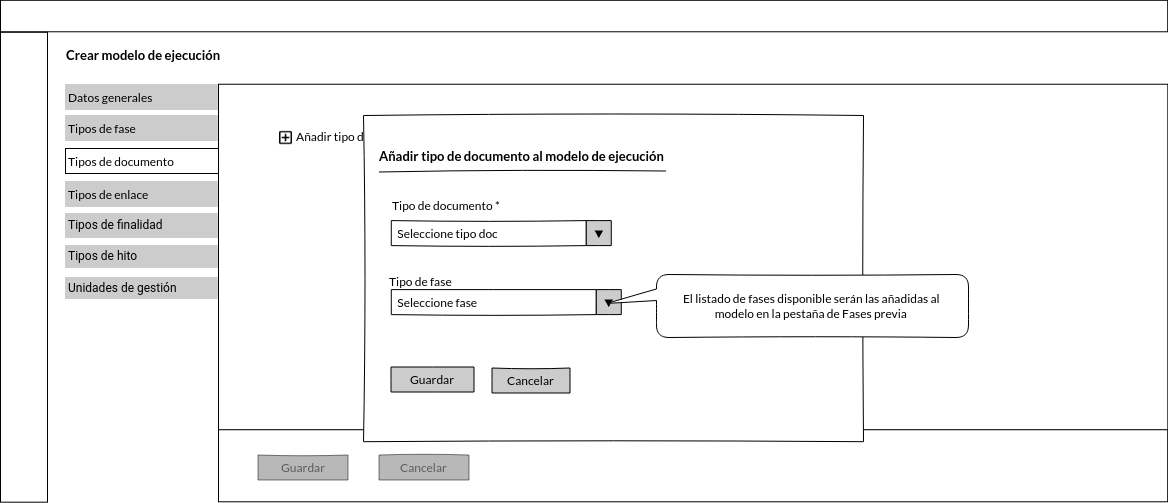 Crear modelo de ejecución
Datos generales
Tipos de fase
Tipos de documento
Tipos de enlace
Tipos de finalidad
Tipos de hito
Unidades de gestión
Añadir tipo d
Añadir tipo de documento al modelo de ejecución
Tipo de documento *
Seleccione tipo doc
Tipo de fase
Seleccione fase
El listado de fases disponible serán las añadidas al
modelo en la pestaña de Fases previa
Guardar
Cancelar
Guardar
Cancelar